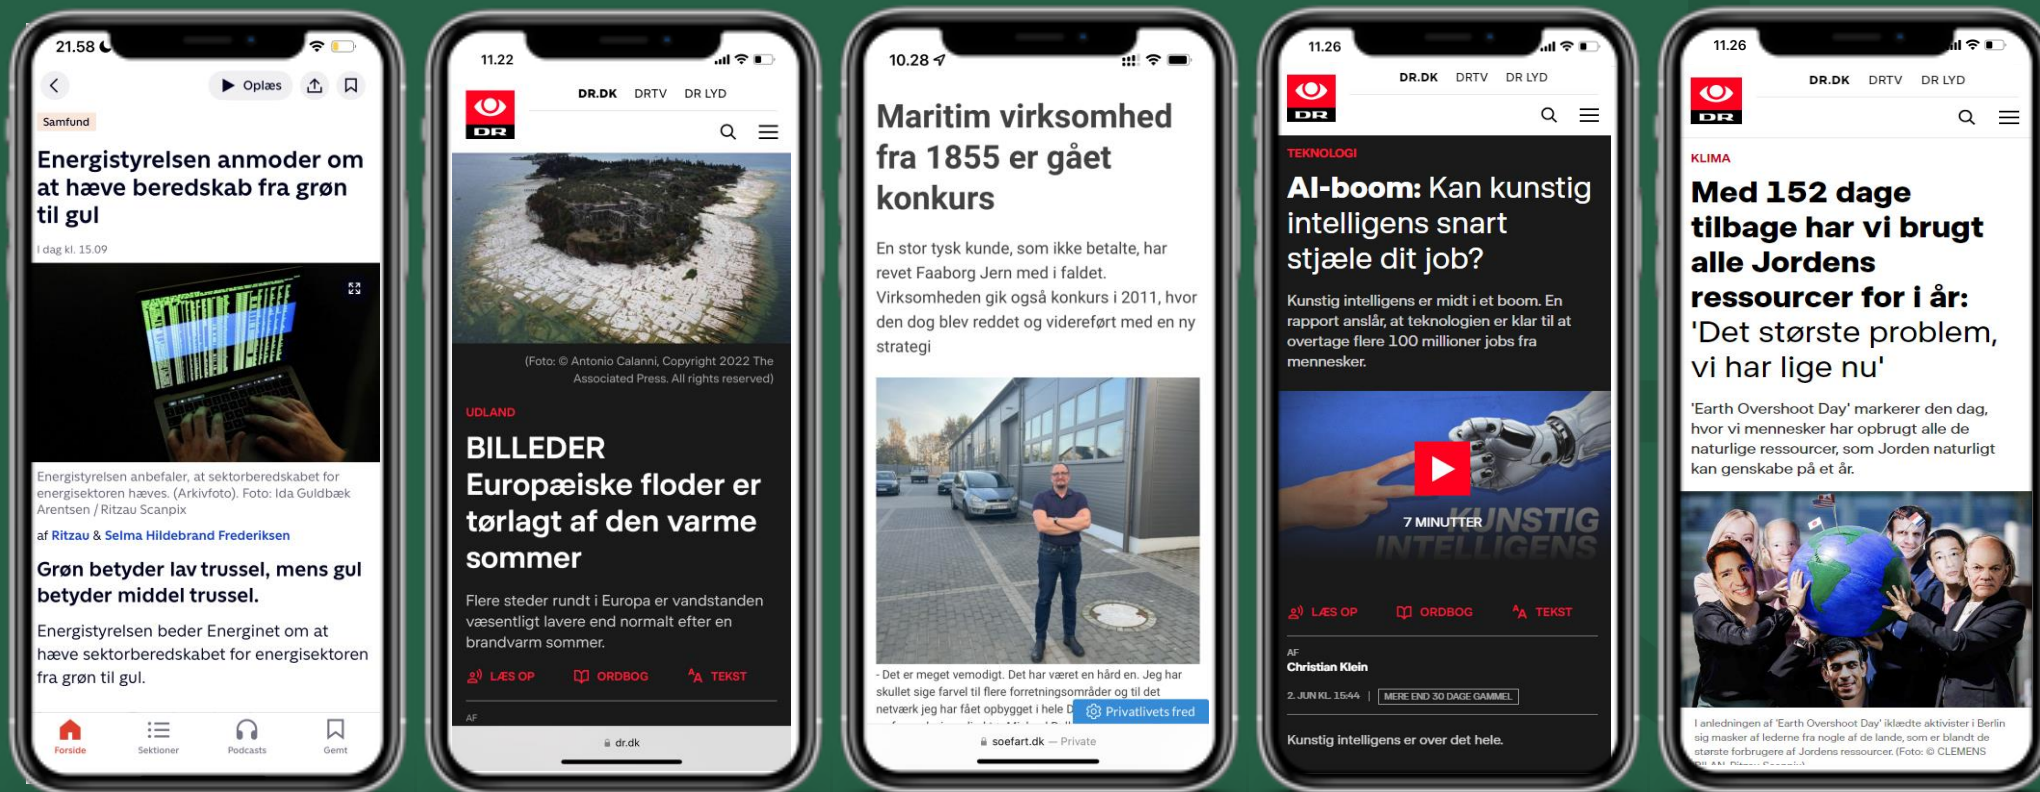 21.58
Oplæs
Samfund
Energistyrelsen anmoder om
at hæve beredskab fra grøn
til gul
I dag kl. 15.09
Energistyrelsen anbefaler, at sektorberedskabet for
energisektoren hæves. (Arkivfoto). Foto: Ida Guldbæk
Arentsen / Ritzau Scanpix
af Ritzau & Selma Hildebrand Frederiksen
Grøn betyder lav trussel, mens gul
betyder middel trussel.
Energistyrelsen beder Energinet om at
hæve sektorberedskabet for energisektoren
fra grøn til gul.
Forside Sektioner Podcasts Gemt
11.22
DR.DK DRTV DR LYD
DR
(Foto: © Antonio Calanni, Copyright 2022 The
Associated Press. All rights reserved)
UDLAND
BILLEDER
Europæiske floder er
tørlagt af den varme
sommer
Flere steder rundt i Europa er vandstanden
væsentligt lavere end normalt efter en
brandvarm sommer.
LÆS OP ORDBOG TEKST
AF
dr.dk
10.28
Maritim virksomhed
fra 1855 er gået
konkurs
En stor tysk kunde, som ikke betalte, har
revet Faaborg Jern med i faldet.
Virksomheden gik også konkurs i 2011, hvor
den dog blev reddet og videreført med en ny
strategi
- Det er meget vemodigt. Det har været en hård en. Jeg har
skullet sige farvel til flere forretningsområder og til det
netværk jeg har fået opbygget i hele
Privatlivets fred
soefart.dk — Private
11.26
DR.DK DRTV DR LYD
DR
TEKNOLOGI
AI-boom: Kan kunstig
intelligens snart
stjæle dit job?
Kunstig intelligens er midt i et boom. En
rapport anslår, at teknologien er klar til at
overtage flere 100 millioner jobs fra
mennesker.
7 MINUTTER
KUNSTIG
INTELLIGENS
LÆS OP ORDBOG TEKST
AF
Christian Klein
2. JUN KL. 15:44 | MERE END 30 DAGE GAMMEL
Kunstig intelligens er over det hele.
11.26
DR.DK DRTV DR LYD
DR
KLIMA
Med 152 dage
tilbage har vi brugt
alle Jordens
ressourcer for i år:
'Det største problem,
vi har lige nu'
'Earth Overshoot Day' markerer den dag,
hvor vi mennesker har opbrugt alle de
naturlige ressourcer, som Jorden naturligt
kan genskabe på et år.
I anledningen af 'Earth Overshoot Day' iklædte aktivister i Berlin
sig masker af lederne fra nogle af de lande, som er blandt de
største forbrugere af Jordens ressourcer. (Foto: © CLEMENS